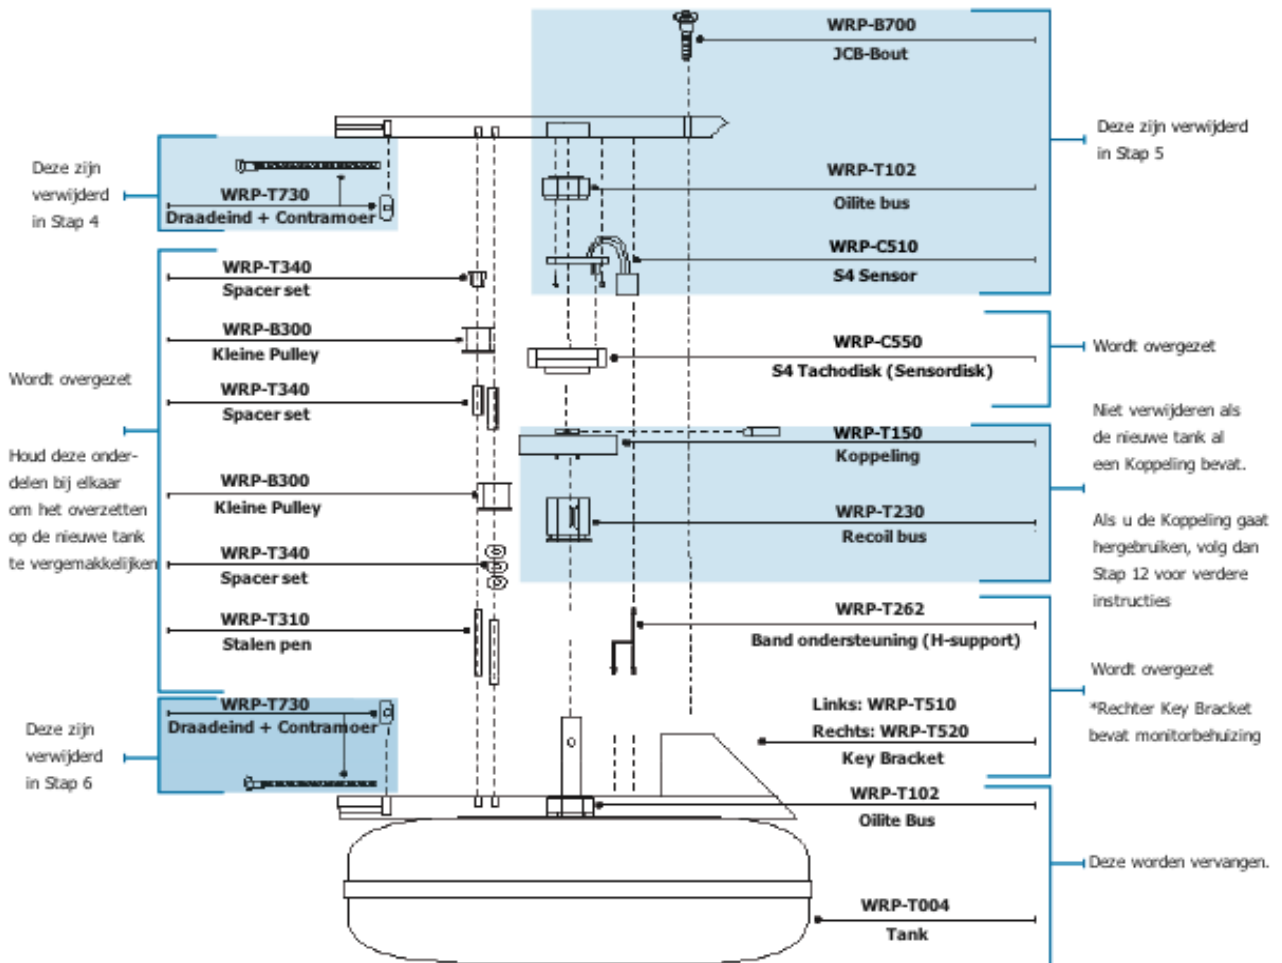 WRP-B700
JCB-Bout
Deze zijn verwijderd
in Stap 5
WRP-T102
Oilite bus
WRP-C510
S4 Sensor
Deze zijn
verwijderd
in Stap 4
WRP-T730
Draadeind + Contramoer
WRP-T340
Spacer set
WRP-B300
Kleine Pulley
WRP-T340
Spacer set
WRP-B300
Kleine Pulley
WRP-T340
Spacer set
WRP-T310
Stalen pen
Wordt overgezet
Houd deze onder-
delen bij elkaar
om het overzetten
op de nieuwe tank
te vergemakkelijken
WRP-C550
S4 Tachodisk (Sensordisk)
Wordt overgezet
WRP-T150
Koppeling
WRP-T230
Recoil bus
Niet verwijderen als
de nieuwe tank al
een Koppeling bevat.
Als u de Koppeling gaat
hergebruiken, volg dan
Stap 12 voor verdere
instructies
WRP-T262
Band ondersteuning (H-support)
Links: WRP-T510
Rechts: WRP-T520
Key Bracket
Wordt overgezet
*Rechter Key Bracket
bevat monitorbehuizing
Deze zijn
verwijderd
in Stap 6
WRP-T730
Draadeind + Contramoer
WRP-T102
Oilite Bus
WRP-T004
Tank
Deze worden vervangen.